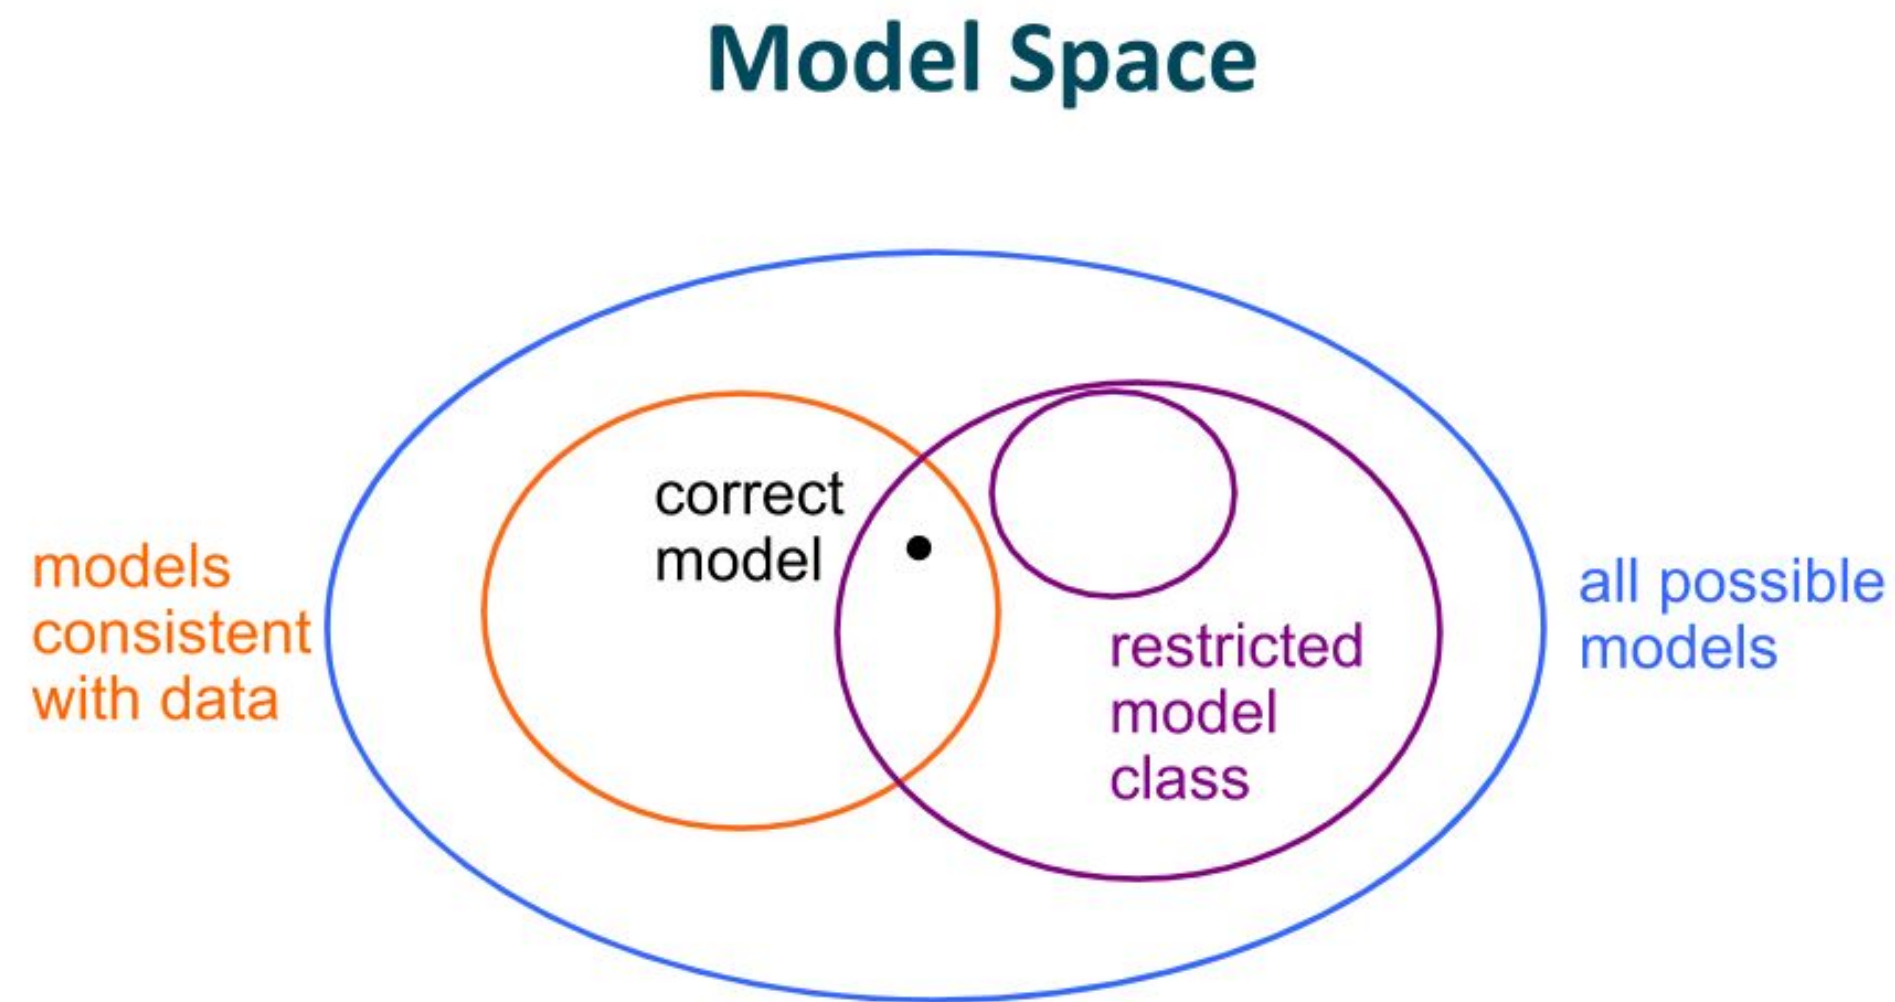 Model Space
correct
model
models
consistent
with data
restricted
model
class
all possible
models